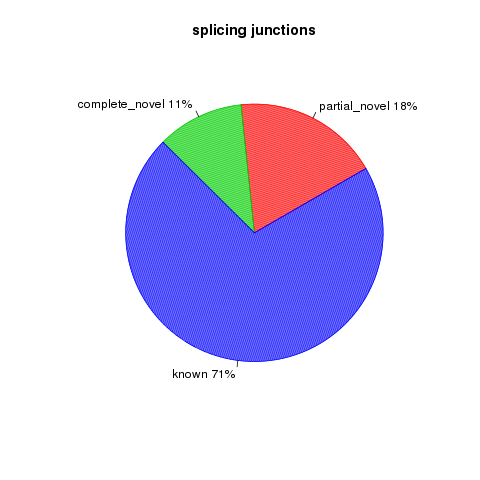 splicing junctions
complete_novel 11%
partial_novel 18%
known 71%